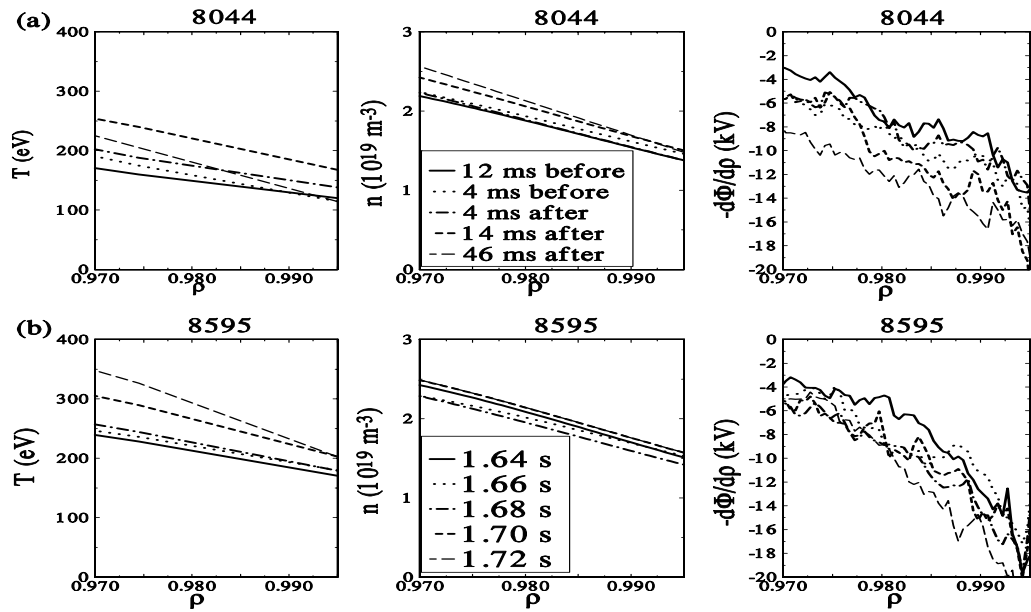 (a)
8044
8044
400
300
200
100
0
T (eV)
0.970
0.980
0.990
ρ
3
2
1
0
n (10¹⁹ m⁻³)
12 ms before
4 ms before
4 ms after
14 ms after
46 ms after
0.970
0.980
0.990
ρ
0
-2
-4
-6
-8
-10
-12
-14
-16
-18
-20
-dΦ/dρ (kV)
0.970
0.980
0.990
ρ
(b)
8595
8595
8595
400
300
200
100
0
T (eV)
0.970
0.980
0.990
ρ
3
2
1
0
n (10¹⁹ m⁻³)
1.64 s
1.66 s
1.68 s
1.70 s
1.72 s
0.970
0.980
0.990
ρ
0
-2
-4
-6
-8
-10
-12
-14
-16
-18
-20
-dΦ/dρ (kV)
0.970
0.980
0.990
ρ